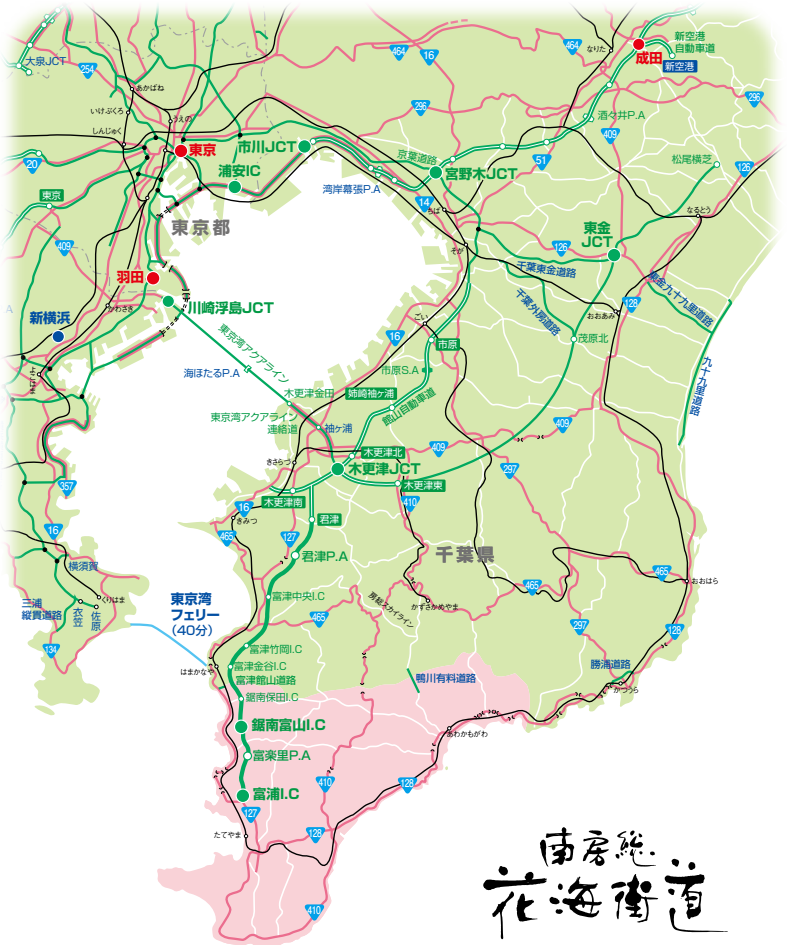 大泉JCT
254
あかばね
いけぶくろ
うえの
しんじゅく
20
東京
東京
市川JCT
浦安IC
464
16
464
なりた
成田
新空港
自動車道
新空港
296
296
酒々井P.A
409
京葉道路
宮野木JCT
51
松尾横芝
126
湾岸幕張P.A
14
ちば
東京都
409
そが
126
東金
JCT
なるとう
千葉東金道路
東金九十九里道路
羽田
川崎浮島JCT
かわさき
新横浜
A
千葉外房道路
128
おおあみ
ごい
16
市原
茂原北
九十九里道路
東京湾アクアライン
海ほたるP.A
市原S.A
木更津金田
姉崎袖ヶ浦
館山自動車道
東京湾アクアライン
連絡道
袖ヶ浦
409
409
木更津北
きさらづ
木更津JCT
297
357
木更津東
木更津南
410
16
16
きみつ
君津
465
127
君津P.A
千葉県
横須賀
くりはま
三浦
縦貫道路
衣笠
佐原
134
東京湾
フェリー
(40分)
富津中央I.C
房総スカイライン
かずさかめやま
465
465
465
おおはら
297
128
はまかなや
富津竹岡I.C
富津金谷I.C
富津館山道路
鋸南保田I.C
鴨川有料道路
勝浦道路
かつうら
鋸南富山I.C
あわかもがわ
富楽里P.A
410
128
富浦I.C
127
たてやま
128
410
南房総
花海街道